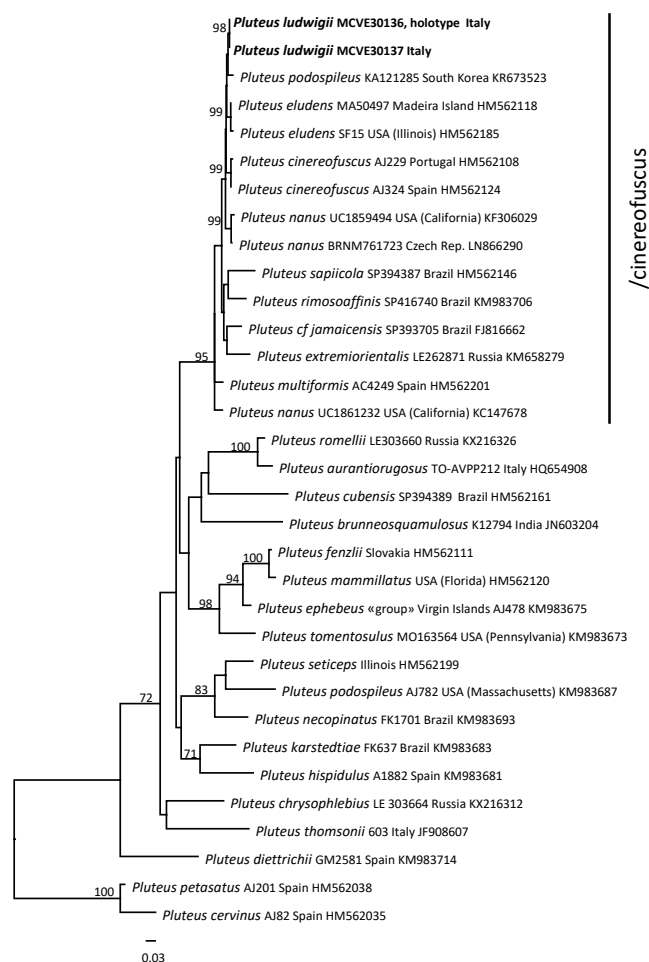 98
Pluteus ludwigii MCVE30136, holotype Italy
Pluteus ludwigii MCVE30137 Italy
Pluteus podospileus KA121285 South Korea KR673523
99
Pluteus eludens MA50497 Madeira Island HM562118
Pluteus eludens SF15 USA (Illinois) HM562185
99
Pluteus cinereofuscus AJ229 Portugal HM562108
Pluteus cinereofuscus AJ324 Spain HM562124
99
Pluteus nanus UC1859494 USA (California) KF306029
Pluteus nanus BRNM761723 Czech Rep. LN866290
/cinereofuscus
Pluteus sapiicola SP394387 Brazil HM562146
Pluteus rimosoaffinis SP416740 Brazil KM983706
Pluteus cf jamaicensis SP393705 Brazil FJ816662
95
Pluteus extremiorientalis LE262871 Russia KM658279
Pluteus multiformis AC4249 Spain HM562201
Pluteus nanus UC1861232 USA (California) KC147678
100
Pluteus romellii LE303660 Russia KX216326
Pluteus aurantiorugosus TO-AVPP212 Italy HQ654908
Pluteus cubensis SP394389 Brazil HM562161
Pluteus brunneosquamulosus K12794 India JN603204
100
Pluteus fenzlii Slovakia HM562111
94
Pluteus mammillatus USA (Florida) HM562120
98
Pluteus ephebeus «group» Virgin Islands AJ478 KM983675
Pluteus tomentosulus MO163564 USA (Pennsylvania) KM983673
Pluteus seticeps Illinois HM562199
83
Pluteus podospileus AJ782 USA (Massachusetts) KM983687
72
Pluteus necopinatus FK1701 Brazil KM983693
71
Pluteus karstedtiae FK637 Brazil KM983683
Pluteus hispidulus A1882 Spain KM983681
Pluteus chrysophlebius LE 303664 Russia KX216312
Pluteus thomsonii 603 Italy JF908607
Pluteus diettrichii GM2581 Spain KM983714
100
Pluteus petasatus AJ201 Spain HM562038
Pluteus cervinus AJ82 Spain HM562035
0.03